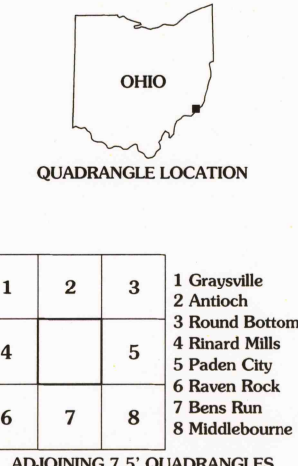 OHIO
QUADRANGLE LOCATION
1 2 3
4 5
6 7 8
1 Graysville
2 Antioch
3 Round Bottom
4 Rinard Mills
5 Paden City
6 Raven Rock
7 Bens Run
8 Middlebourne
ADJOINING 7.5' QUADRANGLES